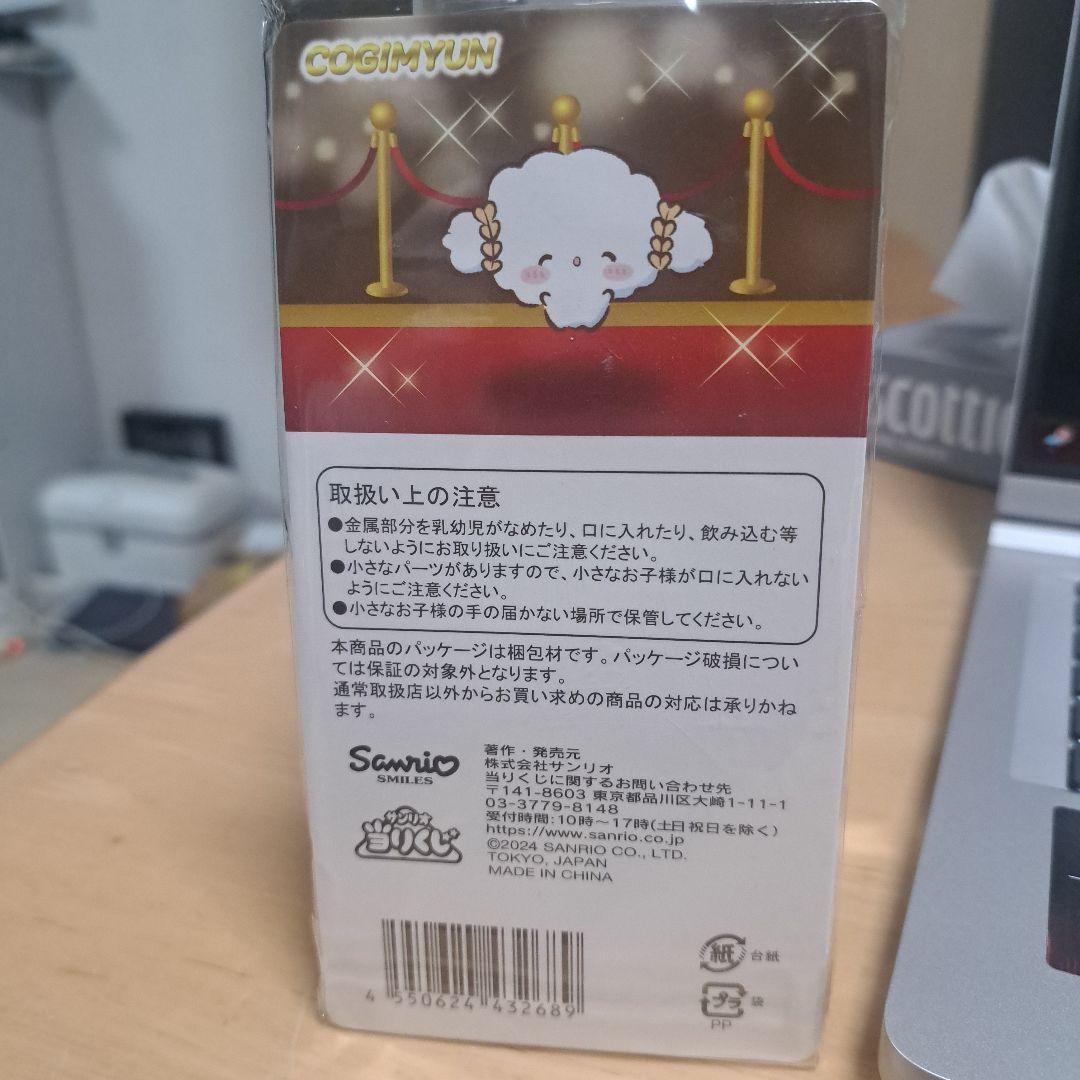 COGIMYUN
scottie
取扱い上の注意
●金属部分を乳幼児がなめたり、口に入れたり、飲み込む等
しないようにお取り扱いにご注意ください。
●小さなパーツがありますので、小さなお子様が口に入れない
ようにご注意ください。
●小さなお子様の手の届かない場所で保管してください。
本商品のパッケージは梱包材です。パッケージ破損につい
ては保証の対象外となります。
通常取扱店以外からお買い求めの商品の対応は承りかね
ます。
Sanrio
SMILES
サンリオ
当りくじ
著作・発売元
株式会社サンリオ
当りくじに関するお問い合わせ先
〒141-8603 東京都品川区大崎1-11-1
03-3779-8148
受付時間:10時～17時(土日祝日を除く)
https://www.sanrio.co.jp
©2024 SANRIO CO., LTD.
TOKYO, JAPAN
MADE IN CHINA
4 550624 432689
紙 台紙
プラ 袋
PP